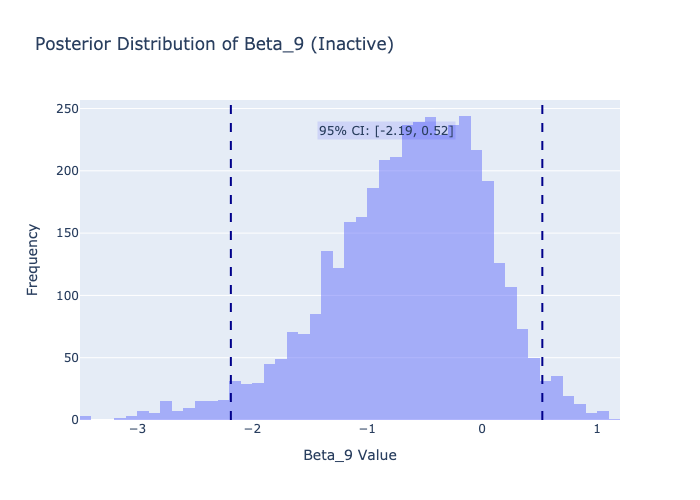 Posterior Distribution of Beta_9 (Inactive)
250
95% CI: [-2.19, 0.52]
200
150
100
50
0
Frequency
−3
−2
−1
0
1
Beta_9 Value